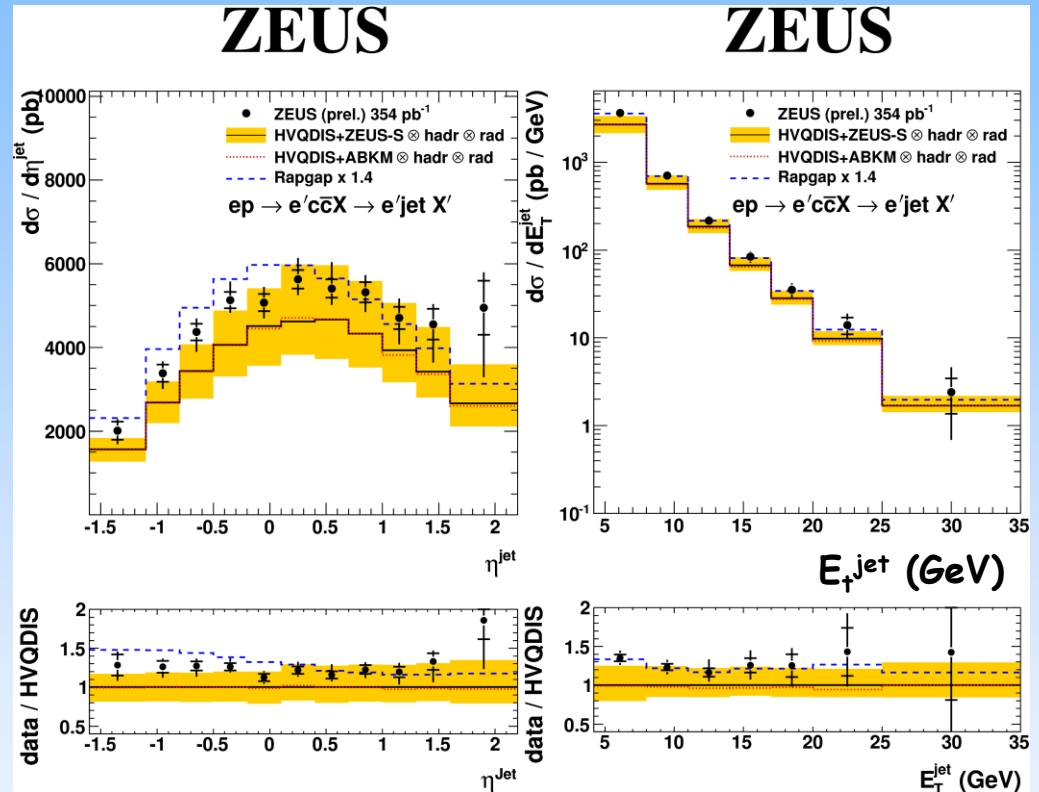 ZEUS
dσ / dη^jet (pb)
10000
8000
6000
4000
2000
ZEUS (prel.) 354 pb⁻¹
HVQDIS+ZEUS-S ⊗ hadr ⊗ rad
HVQDIS+ABKM ⊗ hadr ⊗ rad
Rapgap x 1.4
ep → e′cc̅X → e′jet X′
-1.5 -1 -0.5 0 0.5 1 1.5 2
η^jet
data / HVQDIS
2
1.5
1
0.5
-1.5 -1 -0.5 0 0.5 1 1.5 2
η^Jet
ZEUS
dσ / dE_T^jet (pb / GeV)
10³
10²
10
1
10⁻¹
ZEUS (prel.) 354 pb⁻¹
HVQDIS+ZEUS-S ⊗ hadr ⊗ rad
HVQDIS+ABKM ⊗ hadr ⊗ rad
Rapgap x 1.4
ep → e′cc̅X → e′jet X′
5 10 15 20 25 30 35
E_t^jet (GeV)
data / HVQDIS
2
1.5
1
0.5
5 10 15 20 25 30 35
E_T^jet (GeV)